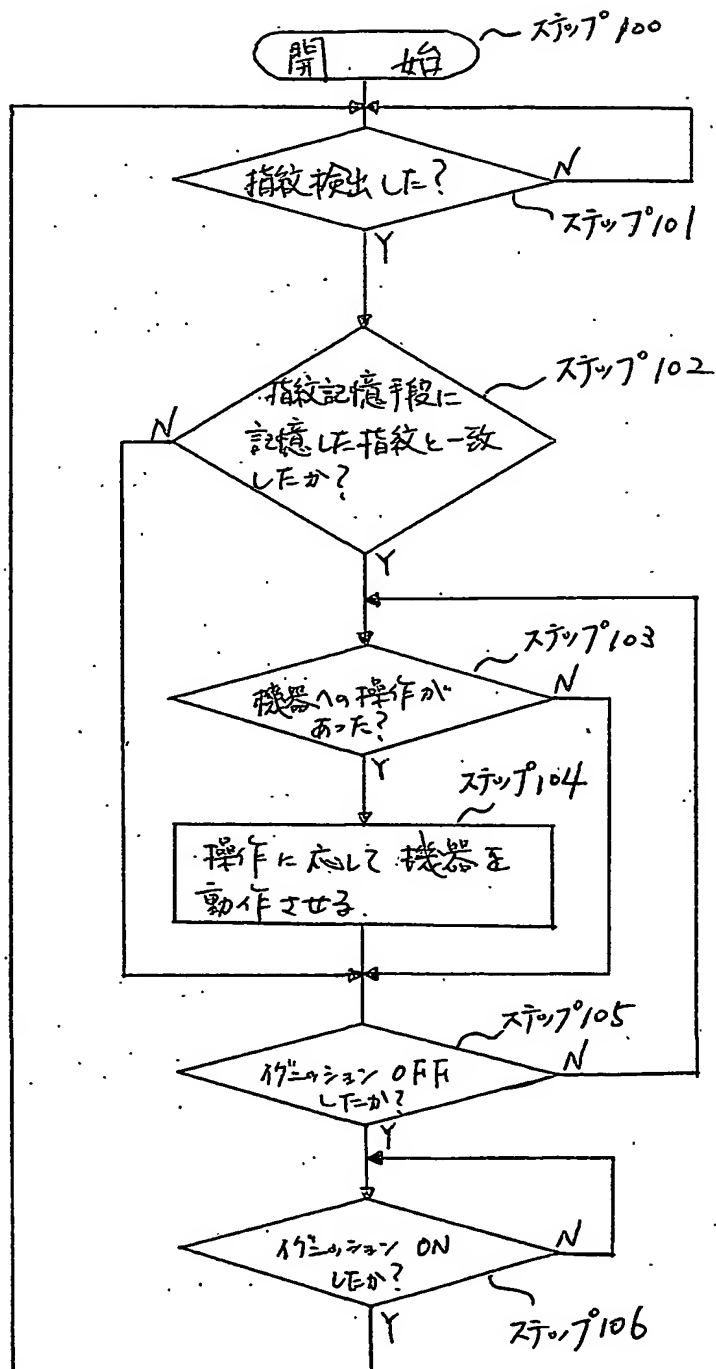 ステップ100
開 始
指紋検出した?
N
ステップ101
Y
ステップ102
指紋記憶手段に
記憶した指紋と一致
したか?
N
Y
ステップ103
機器への操作が
あった?
N
Y
ステップ104
操作に応じて機器を
動作させる.
ステップ105
イグニッション OFF
したか?
N
Y
イグニッション ON
したか?
N
Y
ステップ106